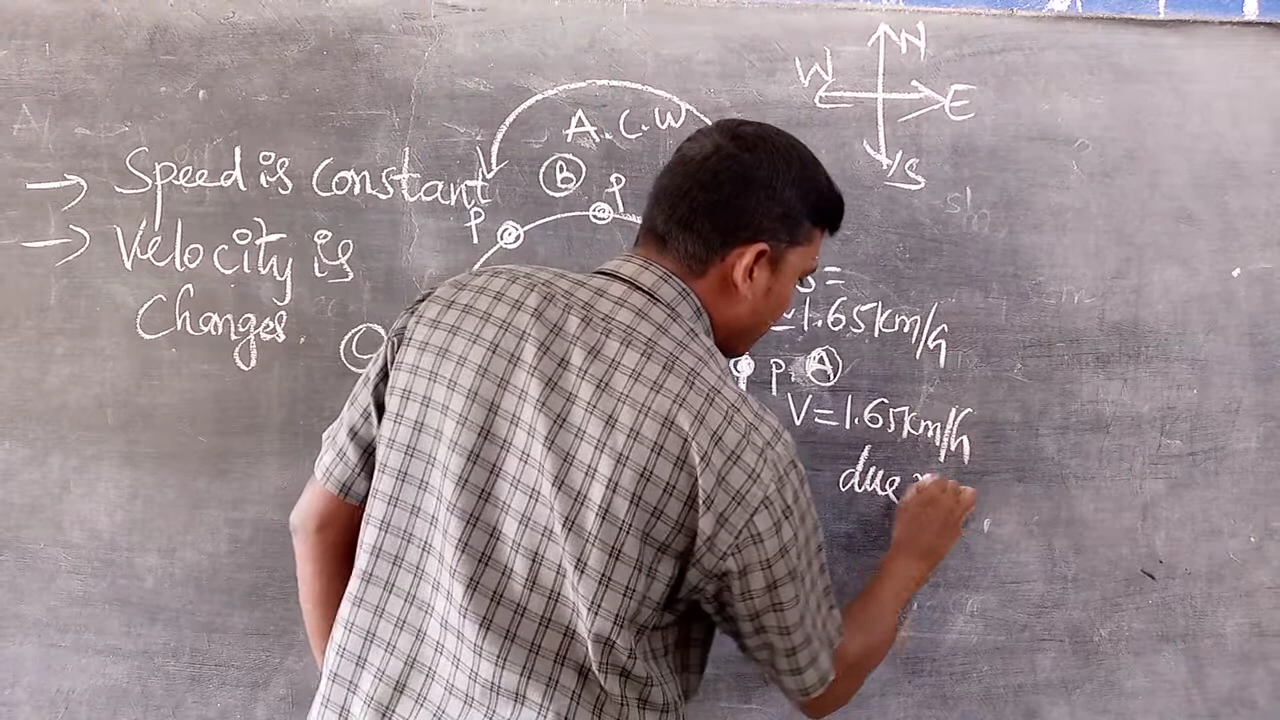 → Speed is constant
→ Velocity is
Changes
A.C.W
B
P
P
N
W
E
S
S=
=1.65km/h
P. A
V=1.65km/h
due